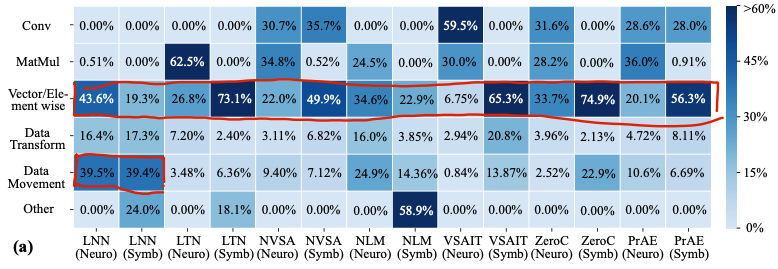 Conv 0.00% 0.00% 0.00% 0.00% 30.7% 35.7% 0.00% 0.00% 59.5% 0.00% 31.6% 0.00% 28.6% 28.0%
MatMul 0.51% 0.00% 62.5% 0.00% 34.8% 0.52% 24.5% 0.00% 30.0% 0.00% 28.2% 0.00% 36.0% 0.91%
Vector/Ele
ment wise 43.6% 19.3% 26.8% 73.1% 22.0% 49.9% 34.6% 22.9% 6.75% 65.3% 33.7% 74.9% 20.1% 56.3%
Data
Transform 16.4% 17.3% 7.20% 2.40% 3.11% 6.82% 16.0% 3.85% 2.94% 20.8% 3.96% 2.13% 4.72% 8.11%
Data
Movement 39.5% 39.4% 3.48% 6.36% 9.40% 7.12% 24.9% 14.36% 0.84% 13.87% 2.52% 22.9% 10.6% 6.69%
Other 0.00% 24.0% 0.00% 18.1% 0.00% 0.00% 0.00% 58.9% 0.00% 0.00% 0.00% 0.00% 0.00% 0.00%
(a)
LNN LNN LTN LTN NVSA NVSA NLM NLM VSAIT VSAIT ZeroC ZeroC PrAE PrAE
(Neuro) (Symb) (Neuro) (Symb) (Neuro) (Symb) (Neuro) (Symb) (Neuro) (Symb) (Neuro) (Symb) (Neuro) (Symb)
>60%
45%
30%
15%
0%